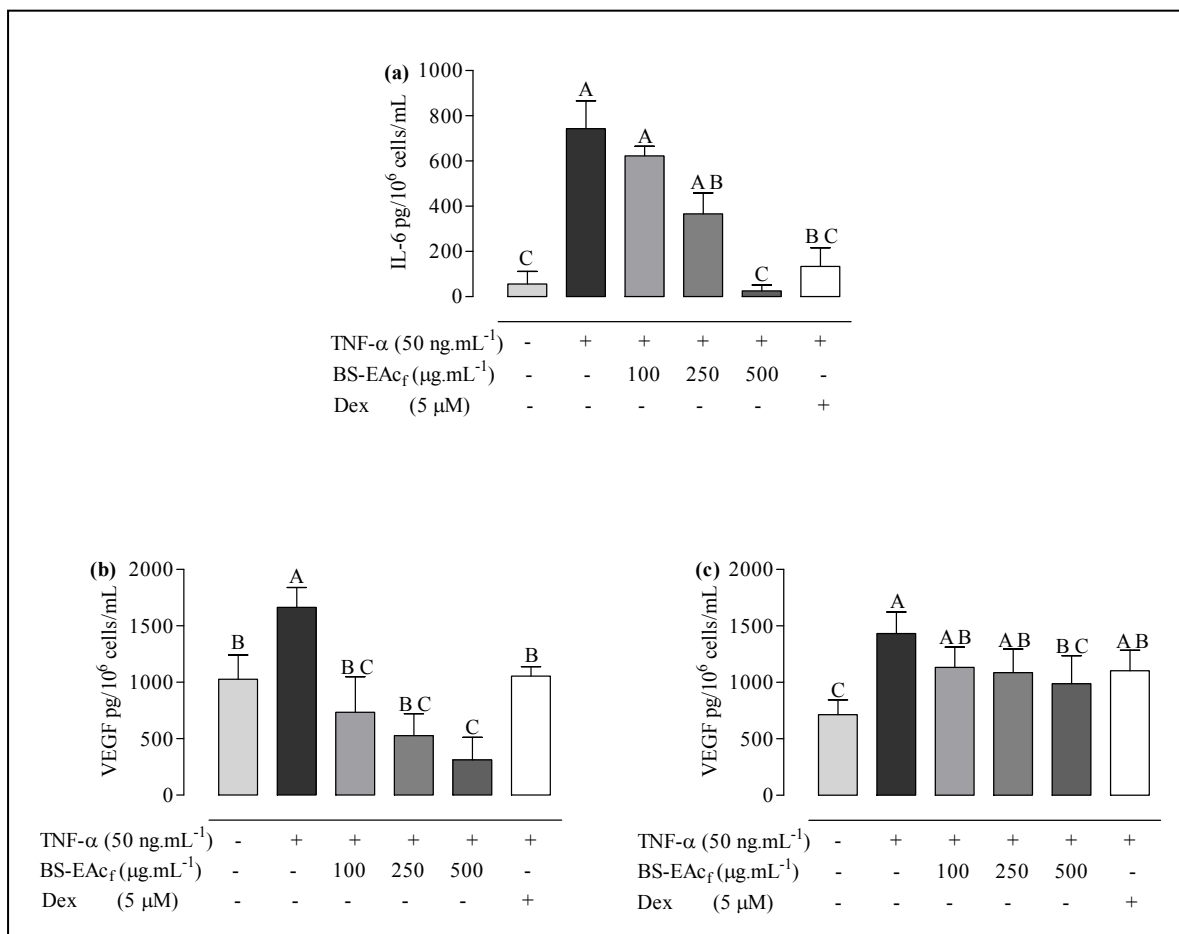 (a)
1000
800
600
400
200
0
IL-6 pg/10⁶ cells/mL
C A A A B C B C
TNF-α (50 ng.mL⁻¹) - + + + + +
BS-EAc_f (µg.mL⁻¹) - - 100 250 500 -
Dex (5 µM) - - - - - +
(b)
2000
1500
1000
500
0
VEGF pg/10⁶ cells/mL
B A B C B C C B
TNF-α (50 ng.mL⁻¹) - + + + + +
BS-EAc_f (µg.mL⁻¹) - - 100 250 500 -
Dex (5 µM) - - - - - +
(c)
2000
1500
1000
500
0
VEGF pg/10⁶ cells/mL
C A A B A B B C A B
TNF-α (50 ng.mL⁻¹) - + + + + +
BS-EAc_f (µg.mL⁻¹) - - 100 250 500 -
Dex (5 µM) - - - - - +